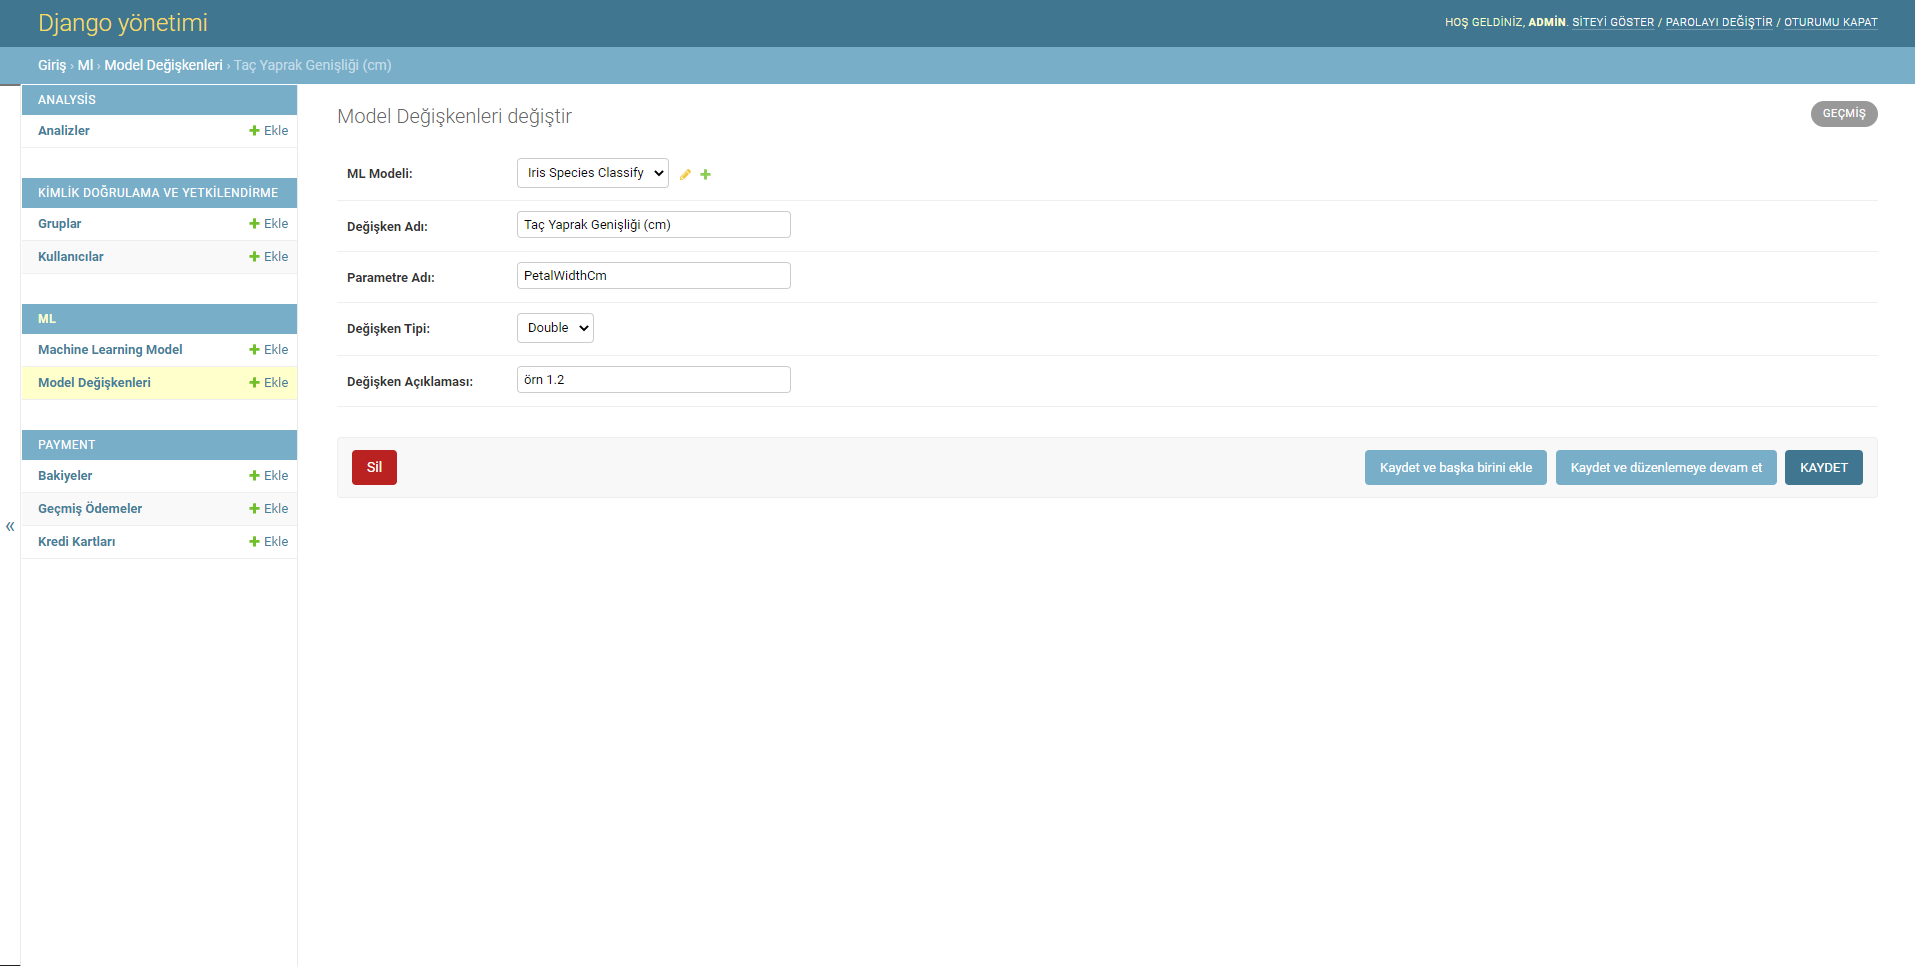 Django yönetimi
HOŞ GELDİNİZ, ADMIN. SİTEYİ GÖSTER / PAROLAYI DEĞİŞTİR / OTURUMU KAPAT
Giriş › Ml › Model Değişkenleri › Taç Yaprak Genişliği (cm)
ANALYSİS
Analizler Ekle
KİMLİK DOĞRULAMA VE YETKİLENDİRME
Gruplar Ekle
Kullanıcılar Ekle
ML
Machine Learning Model Ekle
Model Değişkenleri Ekle
PAYMENT
Bakiyeler Ekle
Geçmiş Ödemeler Ekle
Kredi Kartları Ekle
«
Model Değişkenleri değiştir
GEÇMİŞ
ML Modeli: Iris Species Classify
Değişken Adı: Taç Yaprak Genişliği (cm)
Parametre Adı: PetalWidthCm
Değişken Tipi: Double
Değişken Açıklaması: örn 1.2
Sil Kaydet ve başka birini ekle Kaydet ve düzenlemeye devam et KAYDET